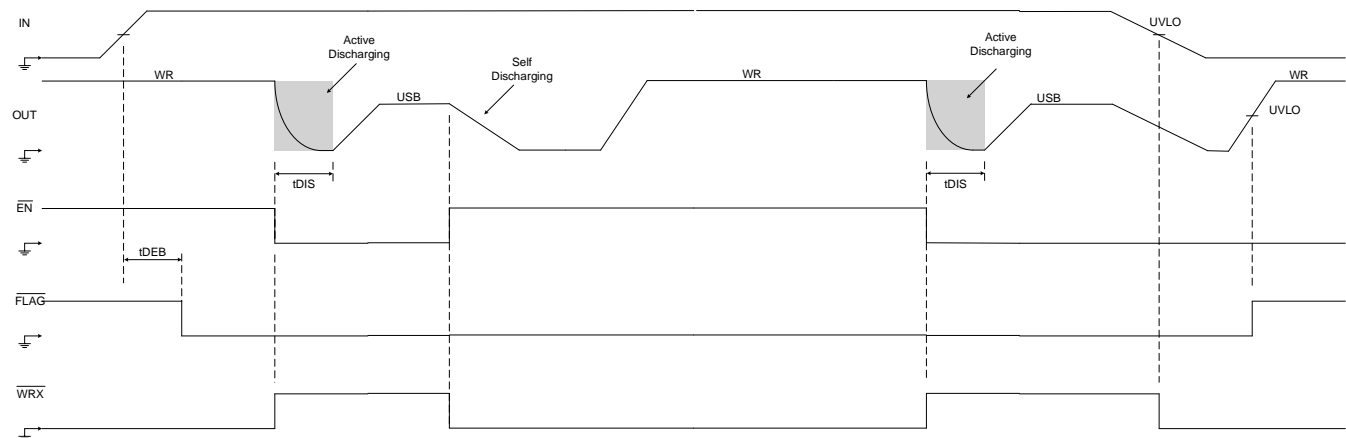 IN
UVLO
Active
Discharging
Active
Discharging
Self
Discharging
WR
WR
WR
USB
USB
OUT
UVLO
tDIS
tDIS
EN
tDEB
FLAG
WRX